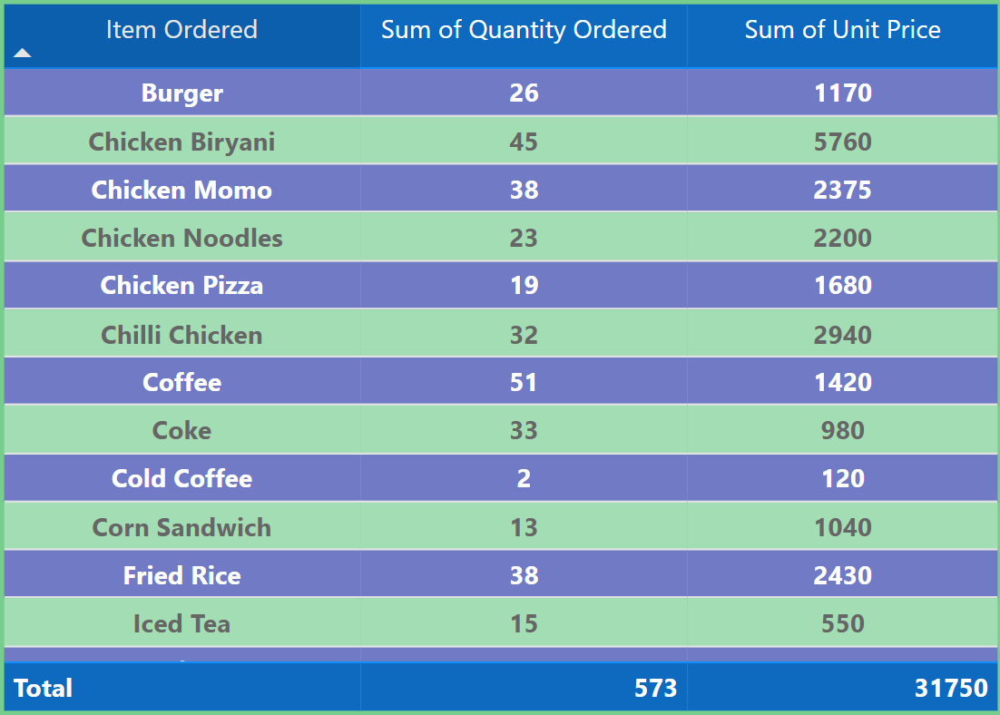 Item Ordered Sum of Quantity Ordered Sum of Unit Price
Burger 26 1170
Chicken Biryani 45 5760
Chicken Momo 38 2375
Chicken Noodles 23 2200
Chicken Pizza 19 1680
Chilli Chicken 32 2940
Coffee 51 1420
Coke 33 980
Cold Coffee 2 120
Corn Sandwich 13 1040
Fried Rice 38 2430
Iced Tea 15 550
Total 573 31750